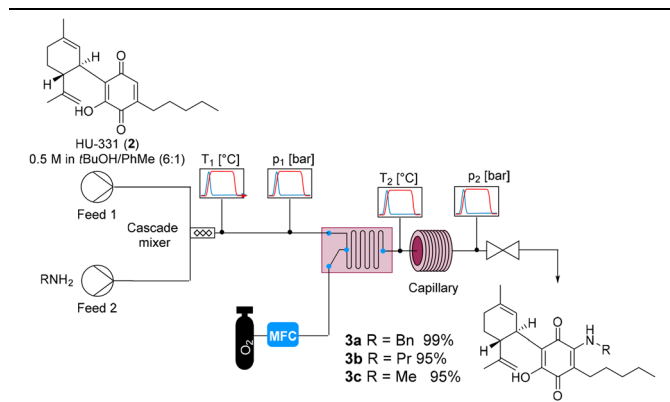 H
O
H
HO
O
HU-331 (2)
0.5 M in tBuOH/PhMe (6:1)
T1 [°C]
p1 [bar]
T2 [°C]
p2 [bar]
Feed 1
Cascade
mixer
RNH2
Feed 2
Capillary
O2
MFC
3a R = Bn 99%
3b R = Pr 95%
3c R = Me 95%
H
O
H
N
R
H
HO
O